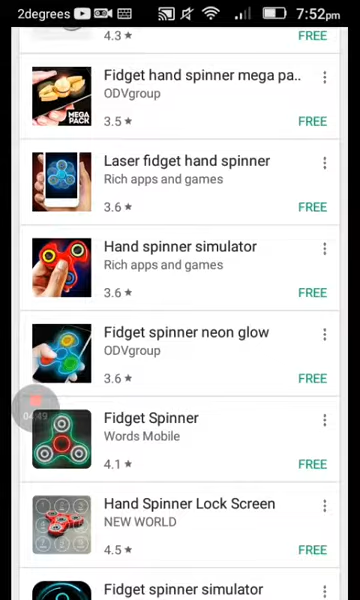 2degrees 7:52pm
4.3 ★ FREE
Fidget hand spinner mega pa..
ODVgroup
MEGA
PACK
3.5 ★ FREE
Laser fidget hand spinner
Rich apps and games
3.6 ★ FREE
Hand spinner simulator
Rich apps and games
3.6 ★ FREE
Fidget spinner neon glow
ODVgroup
3.6 ★ FREE
04:49
Fidget Spinner
Words Mobile
4.1 ★ FREE
Hand Spinner Lock Screen
NEW WORLD
4.5 ★ FREE
Fidget spinner simulator